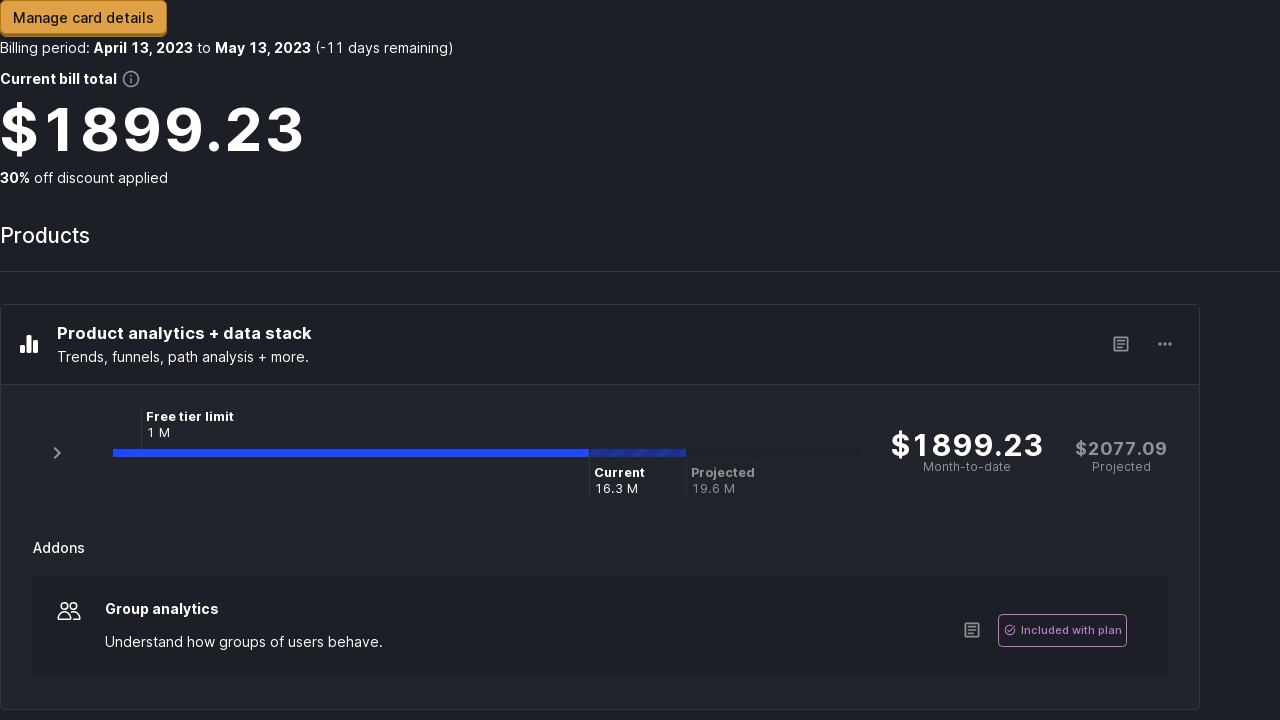 Manage card details
Billing period: April 13, 2023 to May 13, 2023 (-11 days remaining)
Current bill total
$1899.23
30% off discount applied
Products
Product analytics + data stack
Trends, funnels, path analysis + more.
Free tier limit
1 M
Current
16.3 M
Projected
19.6 M
$1899.23
Month-to-date
$2077.09
Projected
Addons
Group analytics
Understand how groups of users behave.
Included with plan